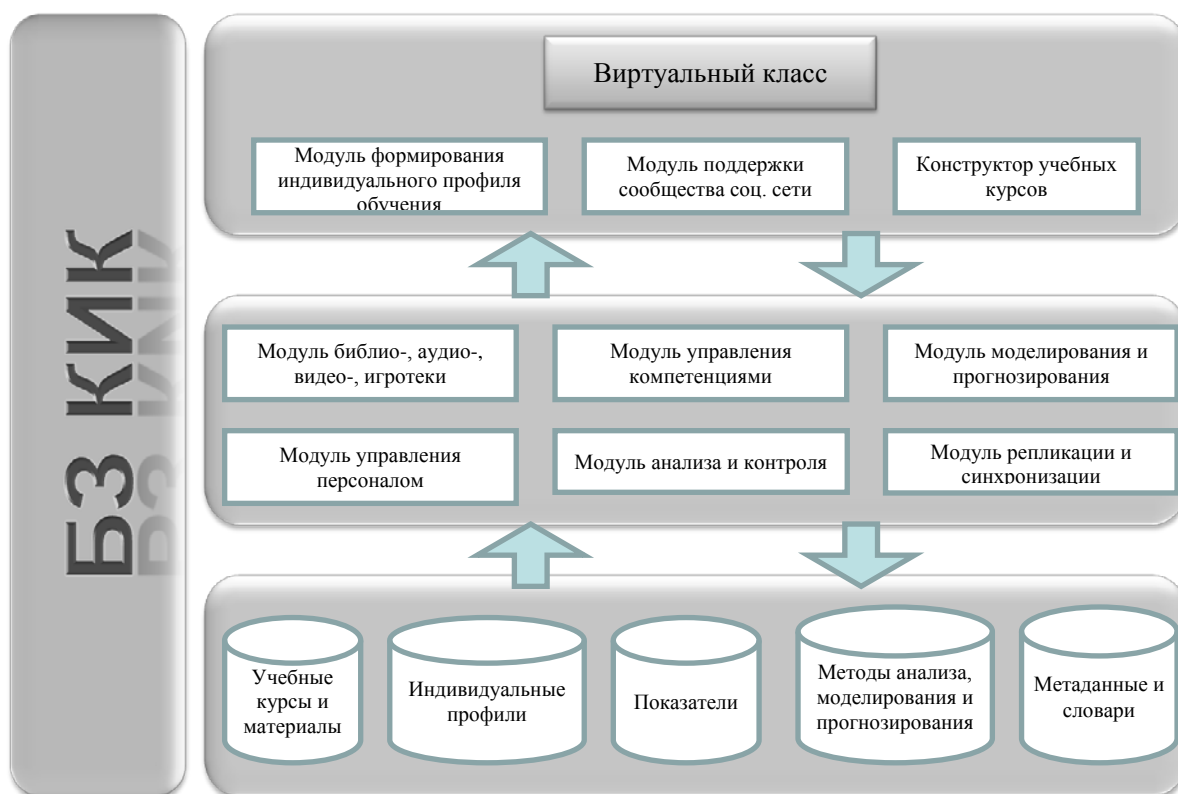 БЗ КИК
Виртуальный класс
Модуль формирования
индивидуального профиля
обучения
Модуль поддержки
сообщества соц. сети
Конструктор учебных
курсов
Модуль библио-, аудио-,
видео-, игротеки
Модуль управления
компетенциями
Модуль моделирования и
прогнозирования
Модуль управления
персоналом
Модуль анализа и контроля
Модуль репликации и
синхронизации
Учебные
курсы и
материалы
Индивидуальные
профили
Показатели
Методы анализа,
моделирования и
прогнозирования
Метаданные и
словари